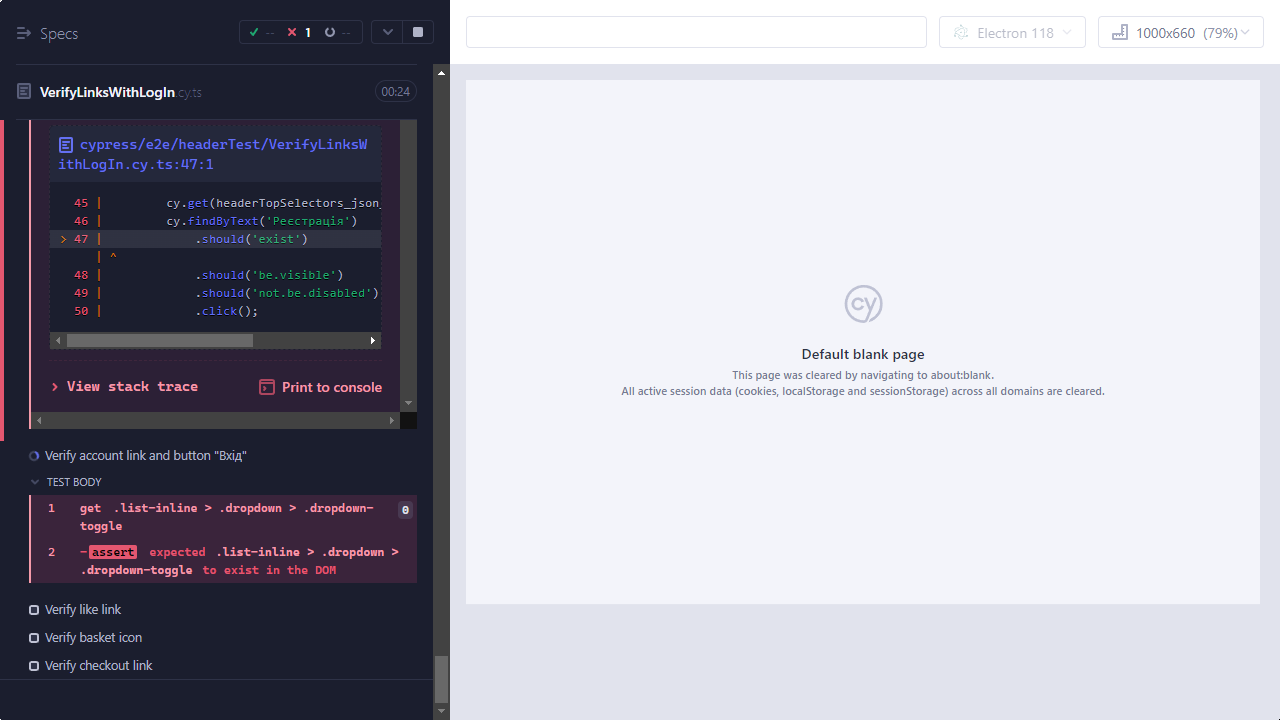 Specs
-- 1 --
VerifyLinksWithLogIn.cy.ts 00:24
cypress/e2e/headerTest/VerifyLinksW
ithLogIn.cy.ts:47:1
45 | cy.get(headerTopSelectors_json_
46 | cy.findByText('Реєстрація')
> 47 | .should('exist')
| ^
48 | .should('be.visible')
49 | .should('not.be.disabled')
50 | .click();
> View stack trace Print to console
Verify account link and button "Вхід"
TEST BODY
1 get .list-inline > .dropdown > .dropdown- 0
toggle
2 -assert expected .list-inline > .dropdown >
.dropdown-toggle to exist in the DOM
Verify like link
Verify basket icon
Verify checkout link
Electron 118
1000x660 (79%)
cy
Default blank page
This page was cleared by navigating to about:blank.
All active session data (cookies, localStorage and sessionStorage) across all domains are cleared.